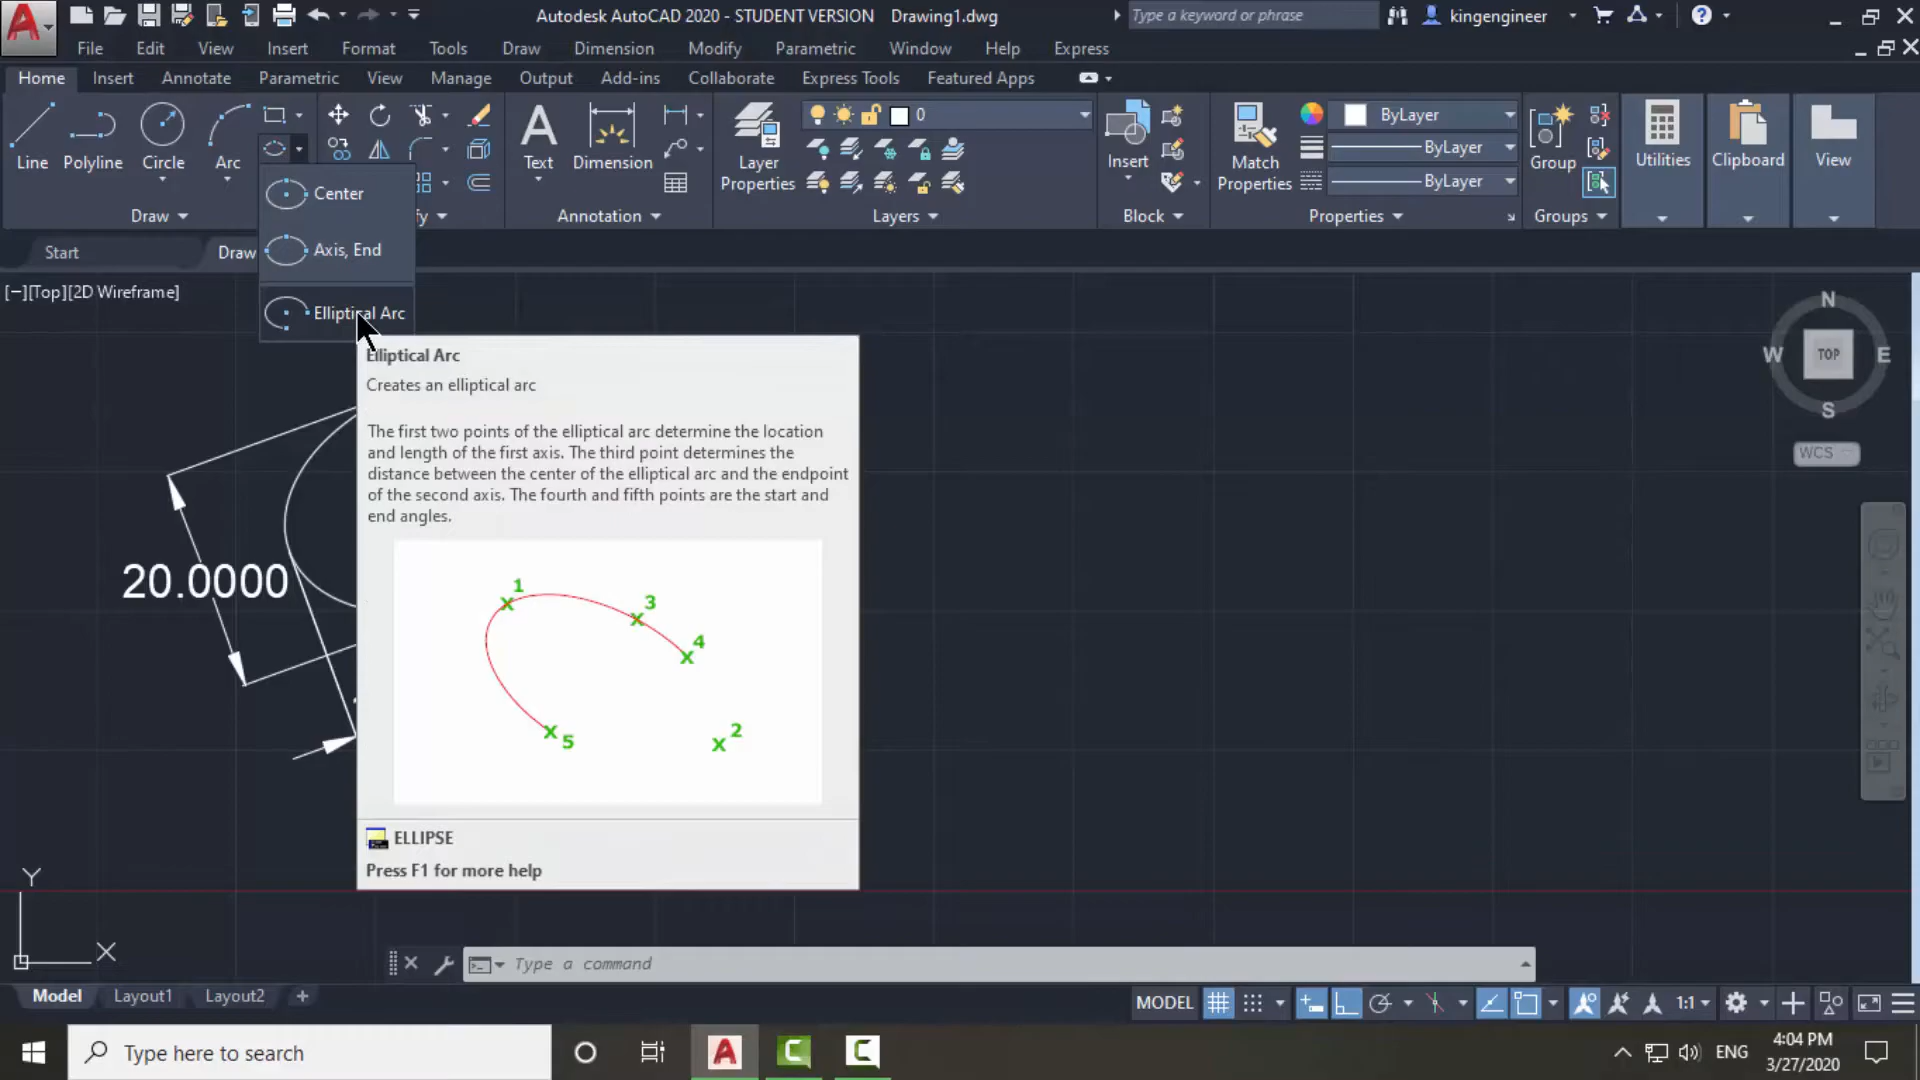 Autodesk AutoCAD 2020 - STUDENT VERSION Drawing1.dwg
Type a keyword or phrase
kingengineer
File Edit View Insert Format Tools Draw Dimension Modify Parametric Window Help Express
Home Insert Annotate Parametric View Manage Output Add-ins Collaborate Express Tools Featured Apps
0
ByLayer
ByLayer
ByLayer
Line Polyline Circle Arc
Text Dimension
Layer Properties
Insert
Match Properties
Group
Utilities Clipboard View
Center
Axis, End
Elliptical Arc
Draw
fy
Annotation
Layers
Block
Properties
Groups
Start
Draw
[−][Top][2D Wireframe]
N
W TOP E
S
WCS
Elliptical Arc
Creates an elliptical arc
The first two points of the elliptical arc determine the location
and length of the first axis. The third point determines the
distance between the center of the elliptical arc and the endpoint
of the second axis. The fourth and fifth points are the start and
end angles.
1
3
4
2
5
ELLIPSE
Press F1 for more help
20.0000
Y
X
Type a command
Model Layout1 Layout2
MODEL
1:1
Type here to search
ENG
4:04 PM
3/27/2020